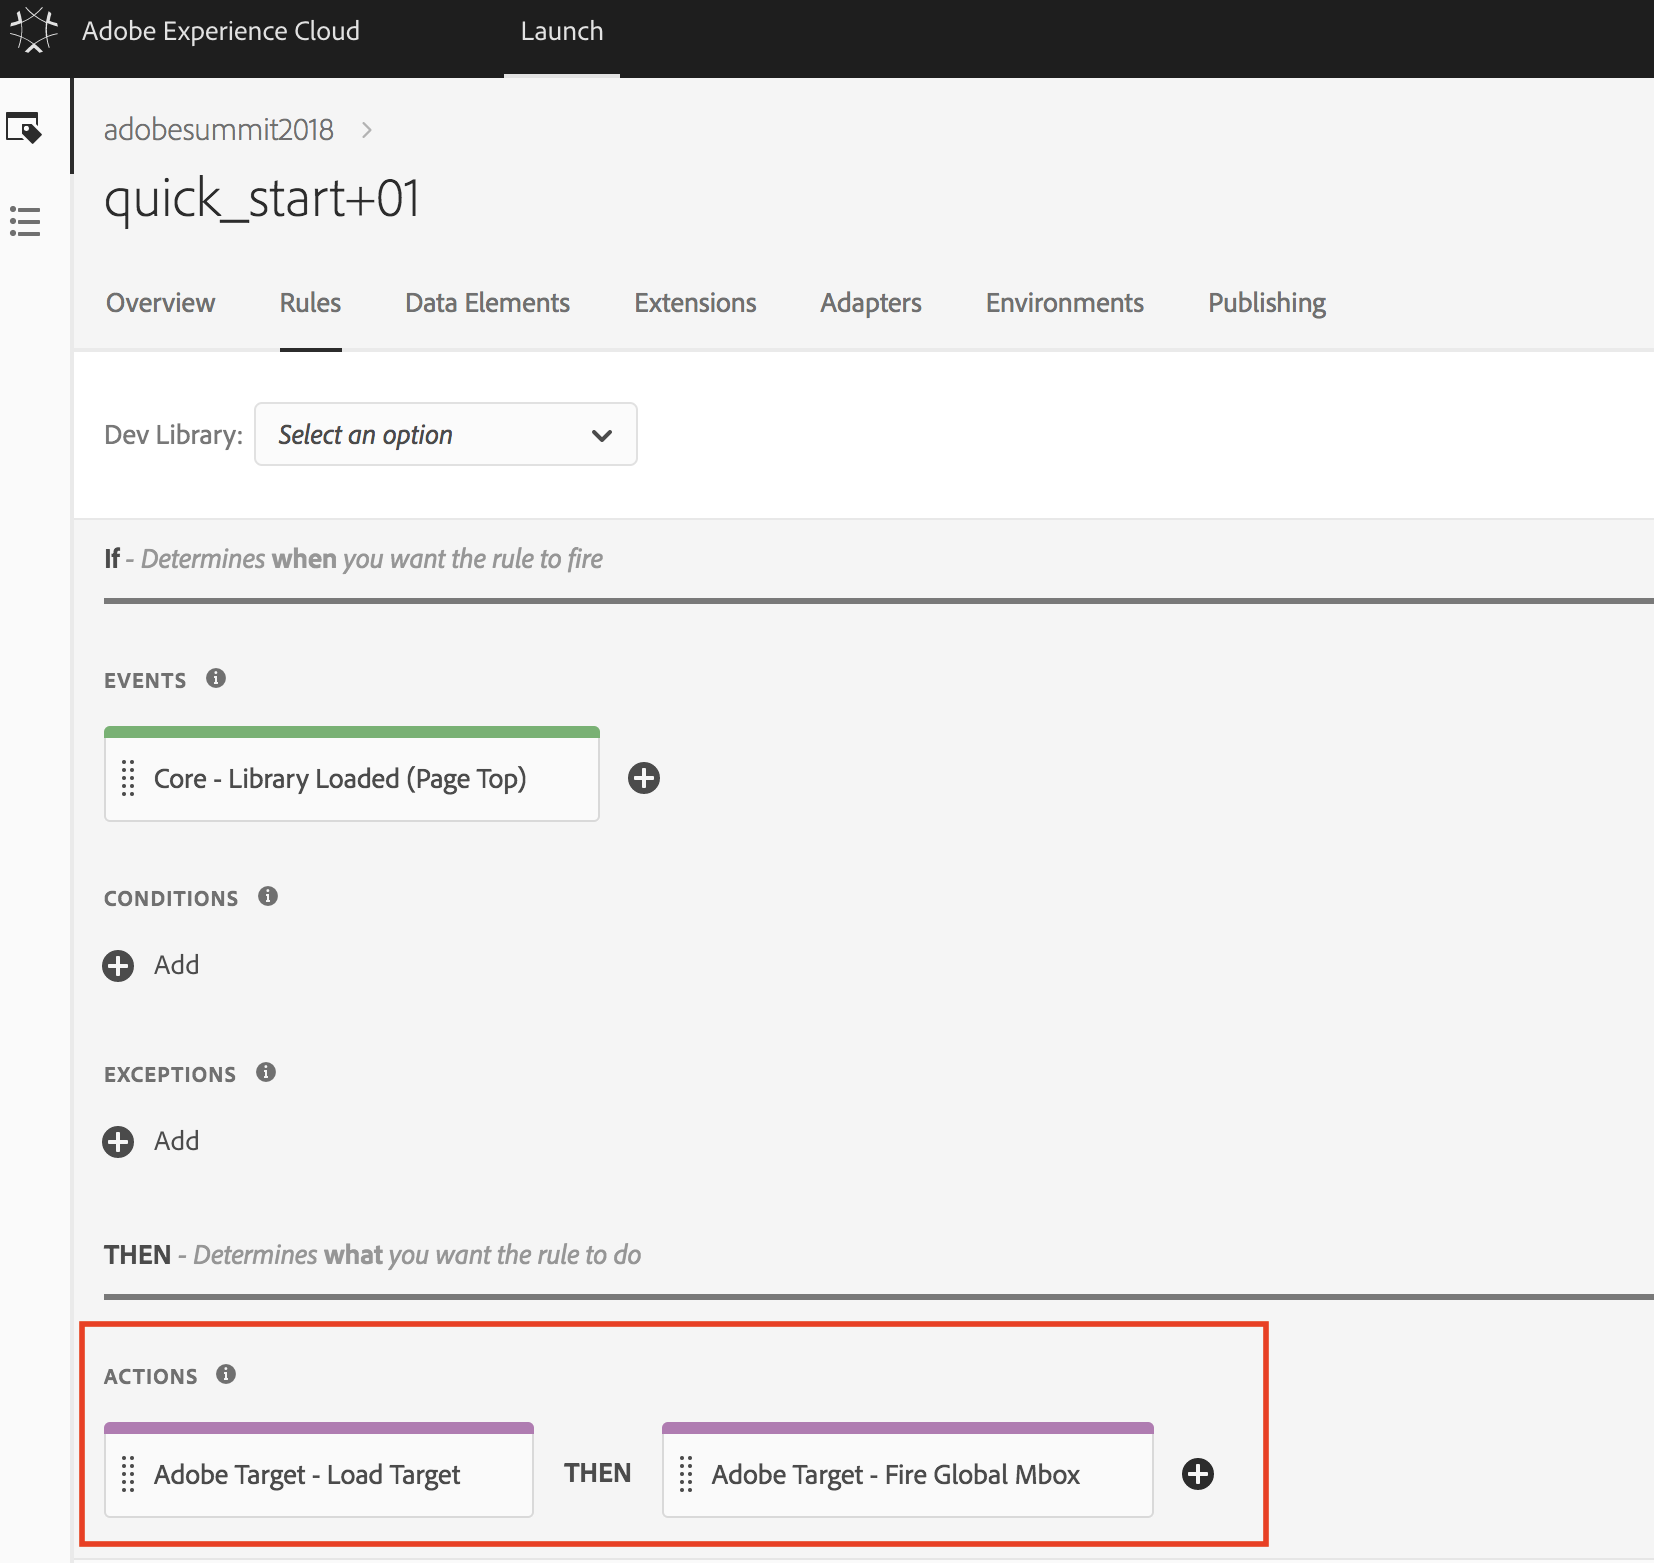 Adobe Experience Cloud Launch
adobesummit2018
quick_start+01
Overview Rules Data Elements Extensions Adapters Environments Publishing
Dev Library: Select an option
If - Determines when you want the rule to fire
EVENTS
Core - Library Loaded (Page Top)
CONDITIONS
Add
EXCEPTIONS
Add
THEN - Determines what you want the rule to do
ACTIONS
Adobe Target - Load Target THEN Adobe Target - Fire Global Mbox